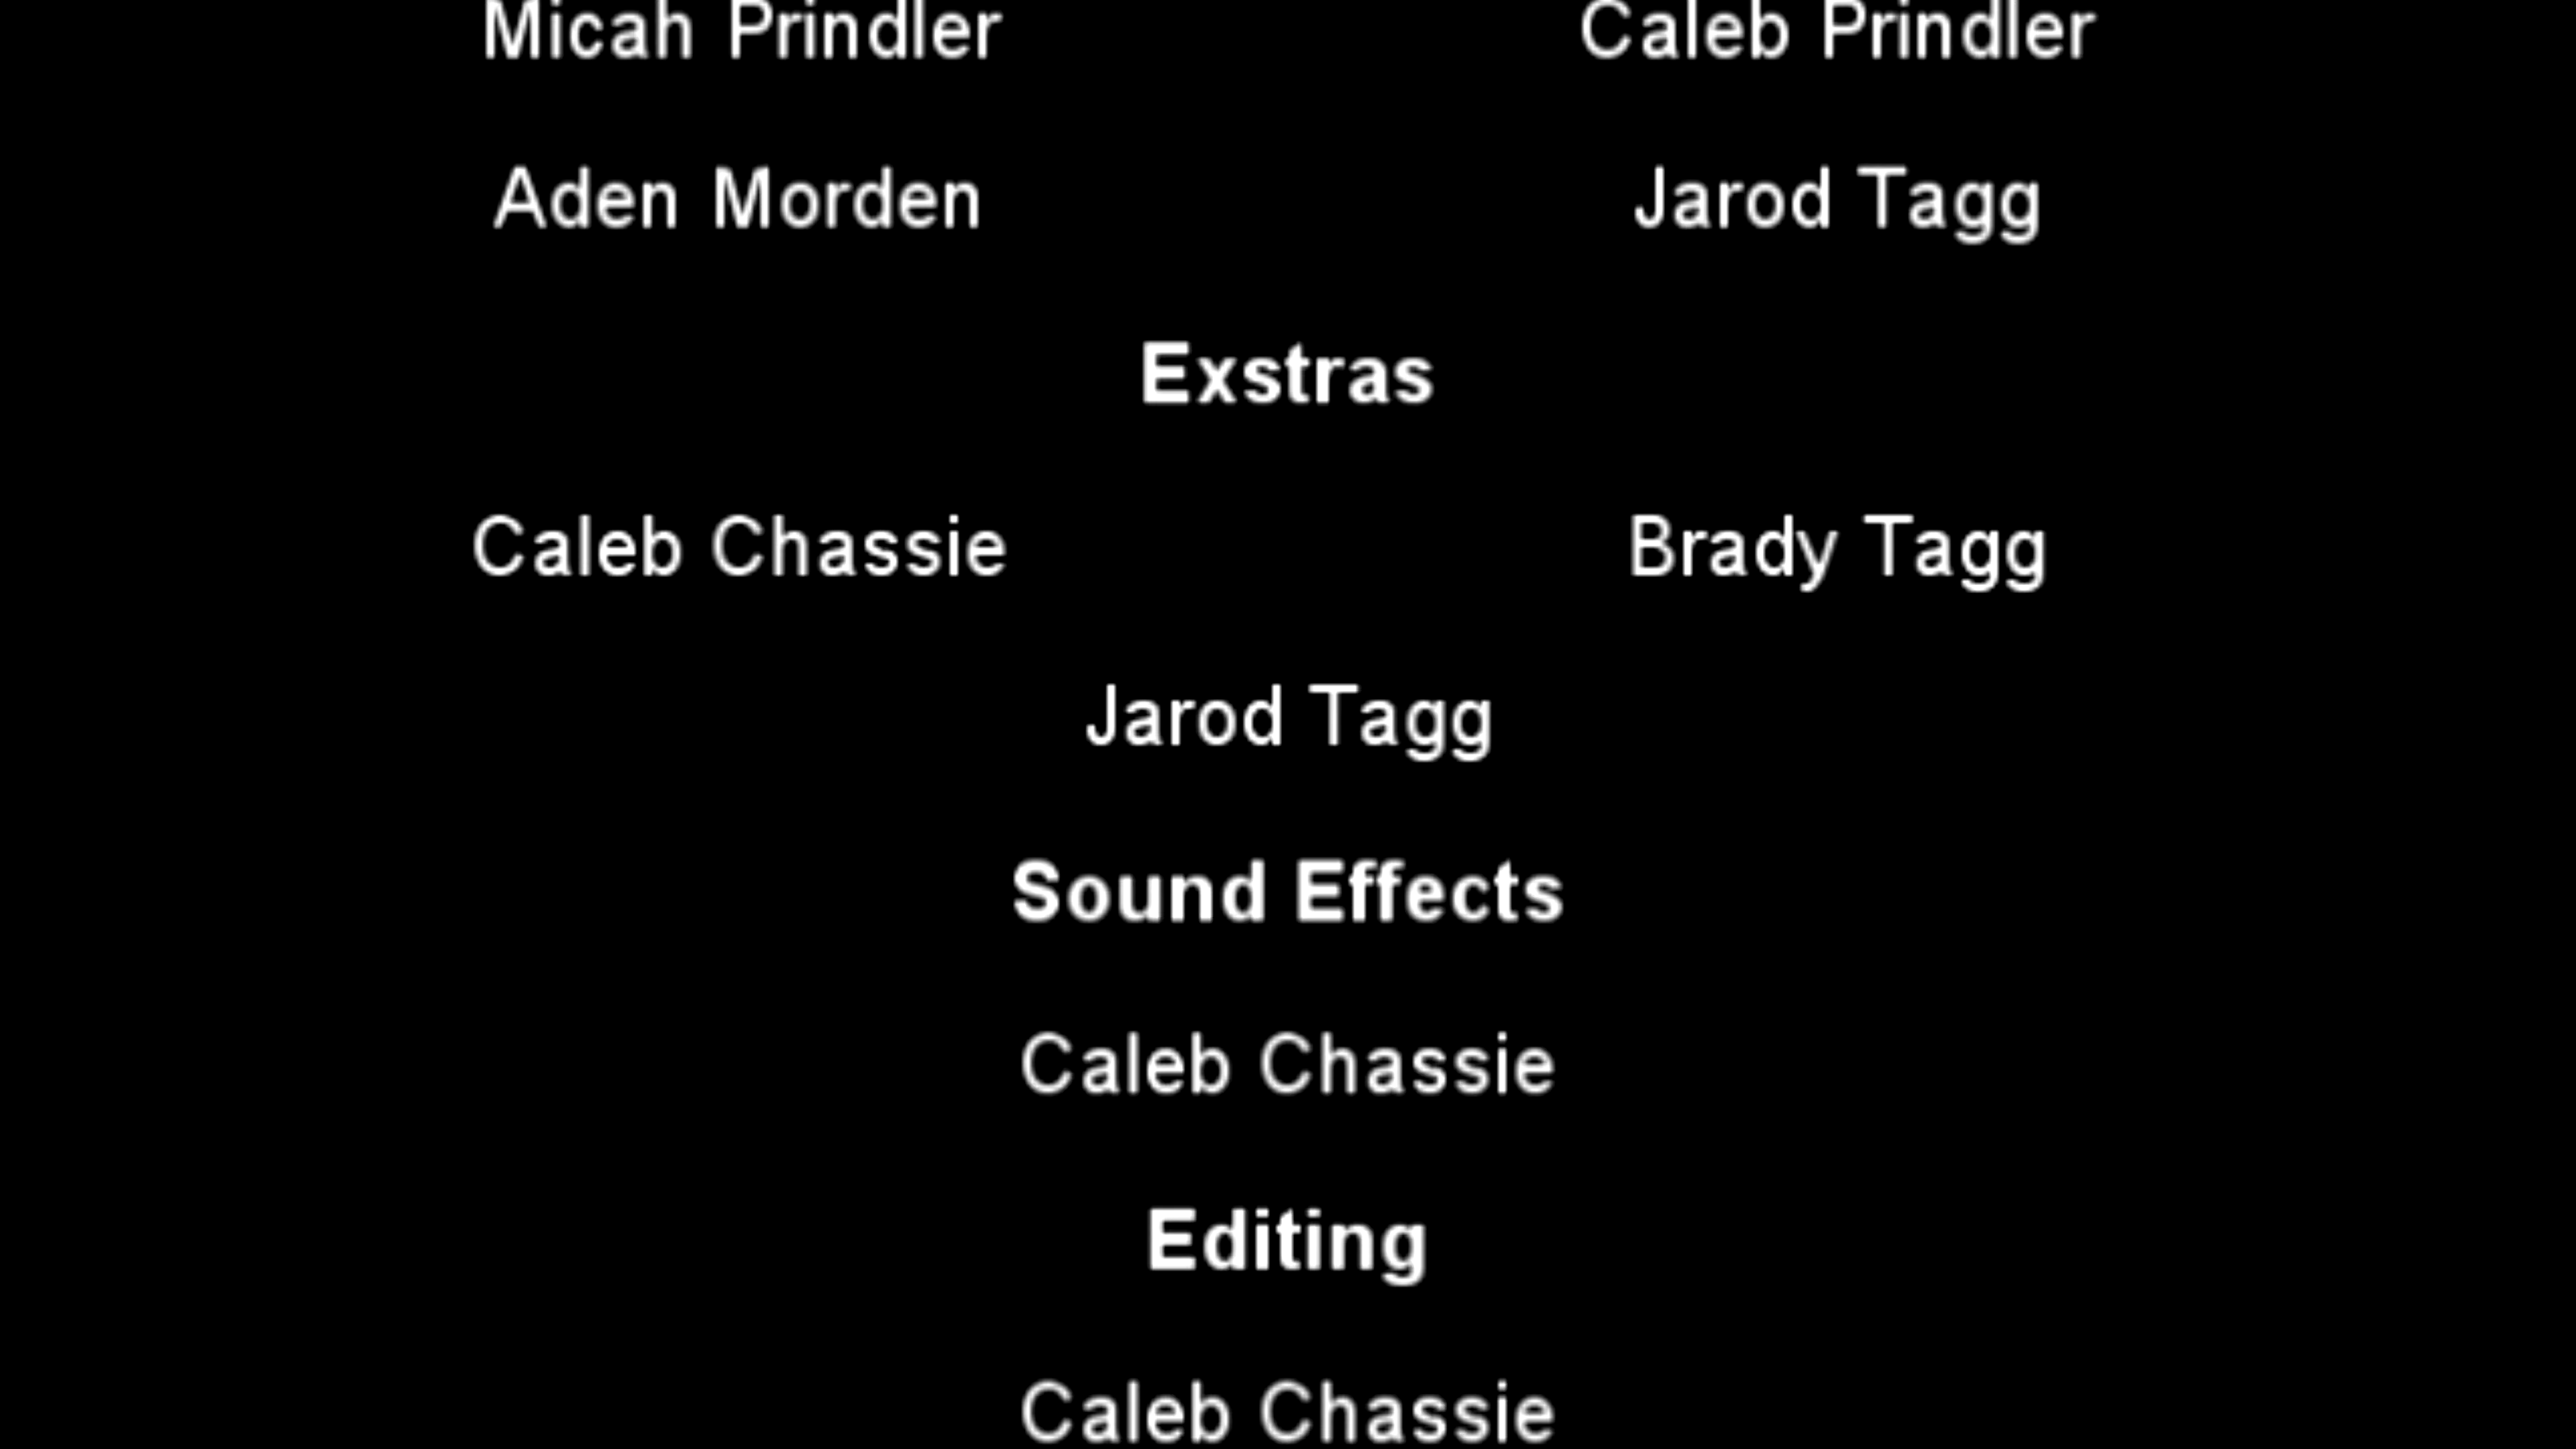 Micah Prindler Caleb Prindler
Aden Morden Jarod Tagg
Exstras
Caleb Chassie Brady Tagg
Jarod Tagg
Sound Effects
Caleb Chassie
Editing
Caleb Chassie